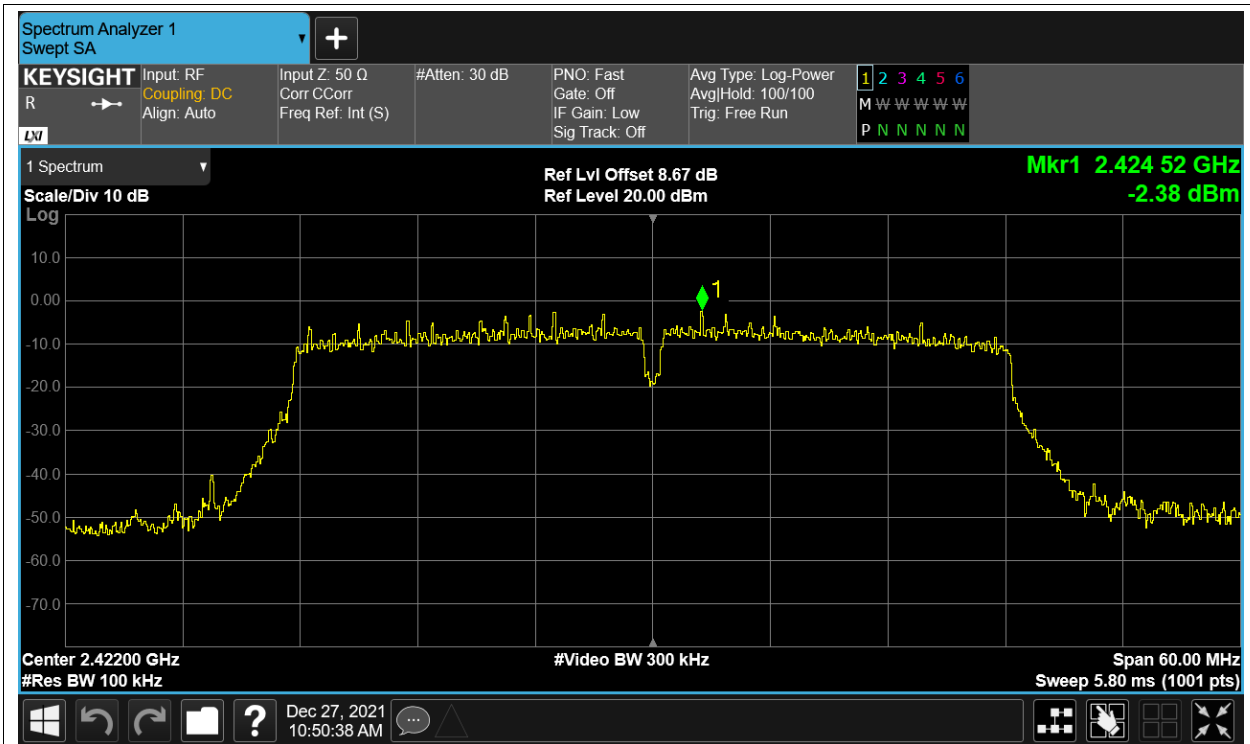 Spectrum Analyzer 1
Swept SA
KEYSIGHT
R
LXI
Input: RF
Coupling: DC
Align: Auto
Input Z: 50 Ω
Corr CCorr
Freq Ref: Int (S)
#Atten: 30 dB
PNO: Fast
Gate: Off
IF Gain: Low
Sig Track: Off
Avg Type: Log-Power
Avg|Hold: 100/100
Trig: Free Run
1 2 3 4 5 6
M W W W W W
P N N N N N
1 Spectrum
Scale/Div 10 dB
Log
Ref Lvl Offset 8.67 dB
Ref Level 20.00 dBm
Mkr1 2.424 52 GHz
-2.38 dBm
10.0
0.00
-10.0
-20.0
-30.0
-40.0
-50.0
-60.0
-70.0
1
Center 2.42200 GHz
#Res BW 100 kHz
#Video BW 300 kHz
Span 60.00 MHz
Sweep 5.80 ms (1001 pts)
?
Dec 27, 2021
10:50:38 AM